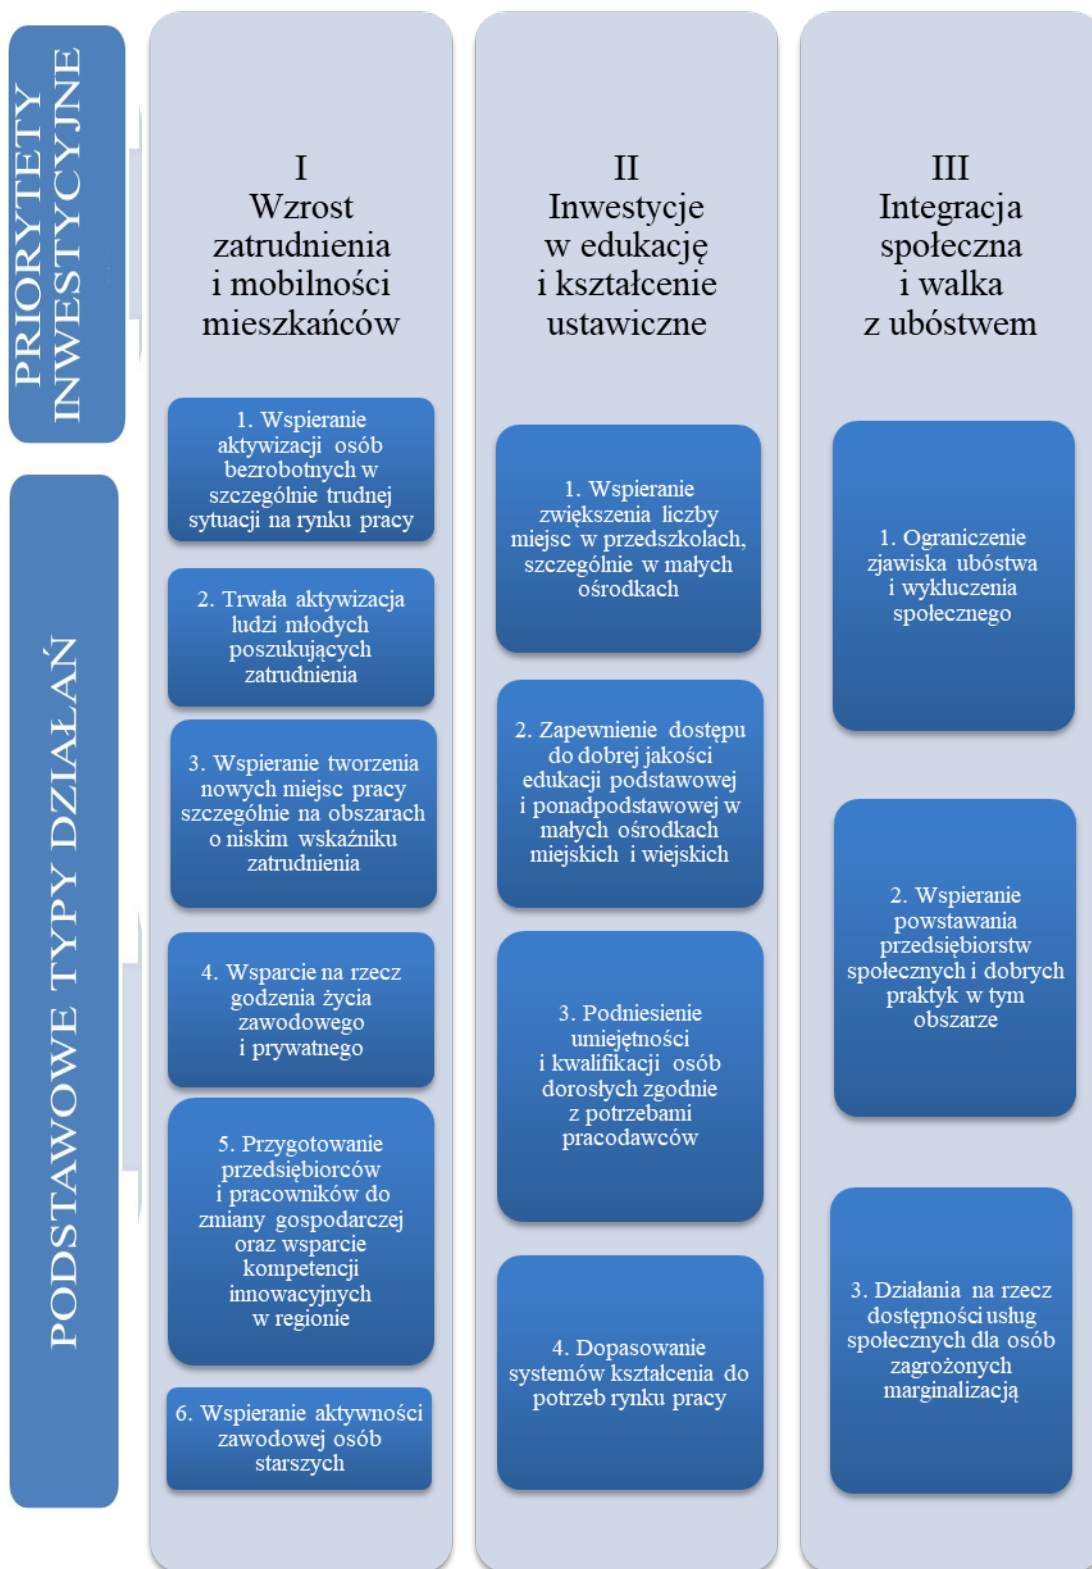 PRIORYTETY
INWESTYCYJNE
PODSTAWOWE TYPY DZIAŁAŃ
I
Wzrost
zatrudnienia
i mobilności
mieszkańców
1. Wspieranie
aktywizacji osób
bezrobotnych w
szczególnie trudnej
sytuacji na rynku pracy
2. Trwała aktywizacja
ludzi młodych
poszukujących
zatrudnienia
3. Wspieranie tworzenia
nowych miejsc pracy
szczególnie na obszarach
o niskim wskaźniku
zatrudnienia
4. Wsparcie na rzecz
godzenia życia
zawodowego
i prywatnego
5. Przygotowanie
przedsiębiorców
i pracowników do
zmiany gospodarczej
oraz wsparcie
kompetencji
innowacyjnych
w regionie
6. Wspieranie aktywności
zawodowej osób
starszych
II
Inwestycje
w edukację
i kształcenie
ustawiczne
1. Wspieranie
zwiększenia liczby
miejsc w przedszkolach,
szczególnie w małych
ośrodkach
2. Zapewnienie dostępu
do dobrej jakości
edukacji podstawowej
i ponadpodstawowej w
małych ośrodkach
miejskich i wiejskich
3. Podniesienie
umiejętności
i kwalifikacji osób
dorosłych zgodnie
z potrzebami
pracodawców
4. Dopasowanie
systemów kształcenia do
potrzeb rynku pracy
III
Integracja
społeczna
i walka
z ubóstwem
1. Ograniczenie
zjawiska ubóstwa
i wykluczenia
społecznego
2. Wspieranie
powstawania
przedsiębiorstw
społecznych i dobrych
praktyk w tym
obszarze
3. Działania na rzecz
dostępności usług
społecznych dla osób
zagrożonych
marginalizacją